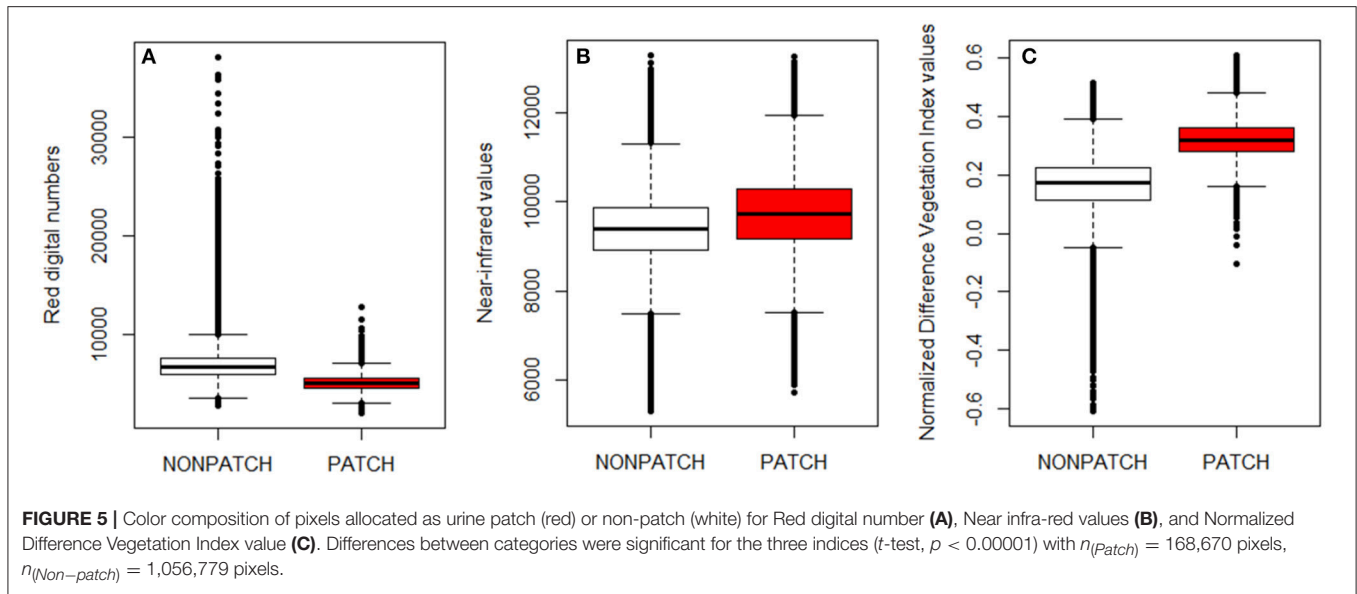 A
Red digital numbers
10000
20000
30000
NONPATCH
PATCH
B
Near-infrared values
6000
8000
10000
12000
NONPATCH
PATCH
C
Normalized Difference Vegetation Index values
-0.6
-0.4
-0.2
0.0
0.2
0.4
0.6
NONPATCH
PATCH
FIGURE 5 | Color composition of pixels allocated as urine patch (red) or non-patch (white) for Red digital number (A), Near infra-red values (B), and Normalized
Difference Vegetation Index value (C). Differences between categories were significant for the three indices (t-test, p < 0.00001) with n(Patch) = 168,670 pixels,
n(Non−patch) = 1,056,779 pixels.